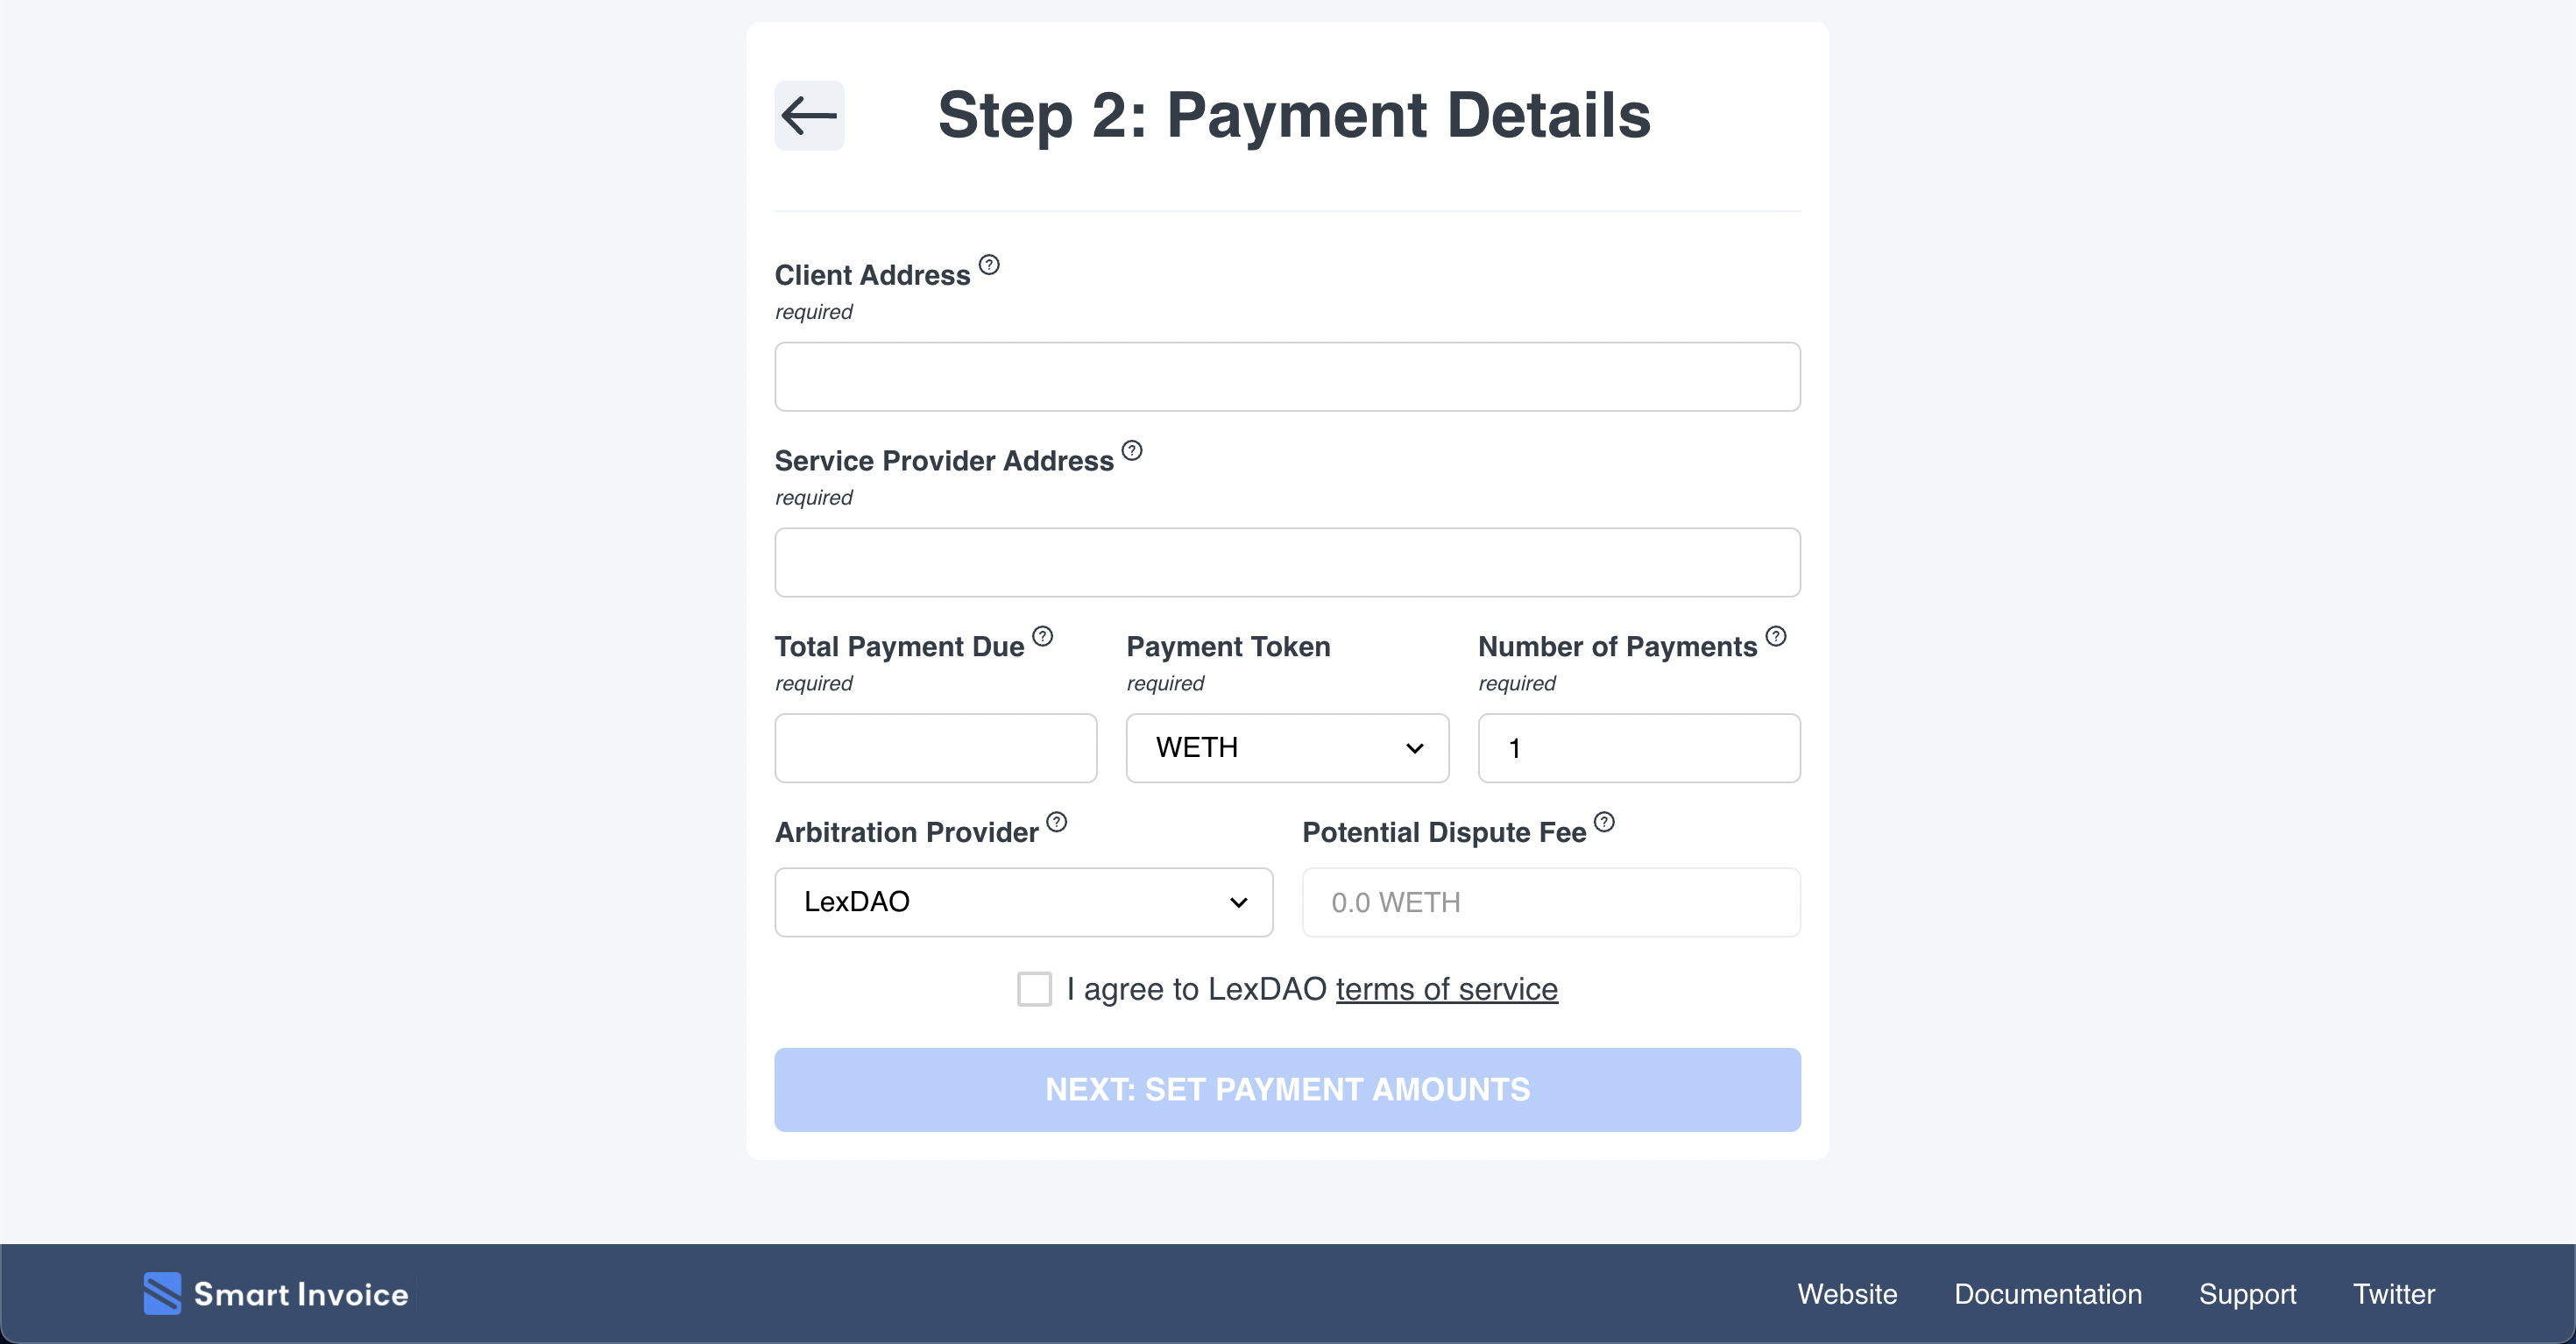 Step 2: Payment Details
Client Address ?
required
Service Provider Address ?
required
Total Payment Due ? Payment Token Number of Payments ?
required required required
WETH 1
Arbitration Provider ? Potential Dispute Fee ?
LexDAO 0.0 WETH
I agree to LexDAO terms of service
NEXT: SET PAYMENT AMOUNTS
Smart Invoice Website Documentation Support Twitter